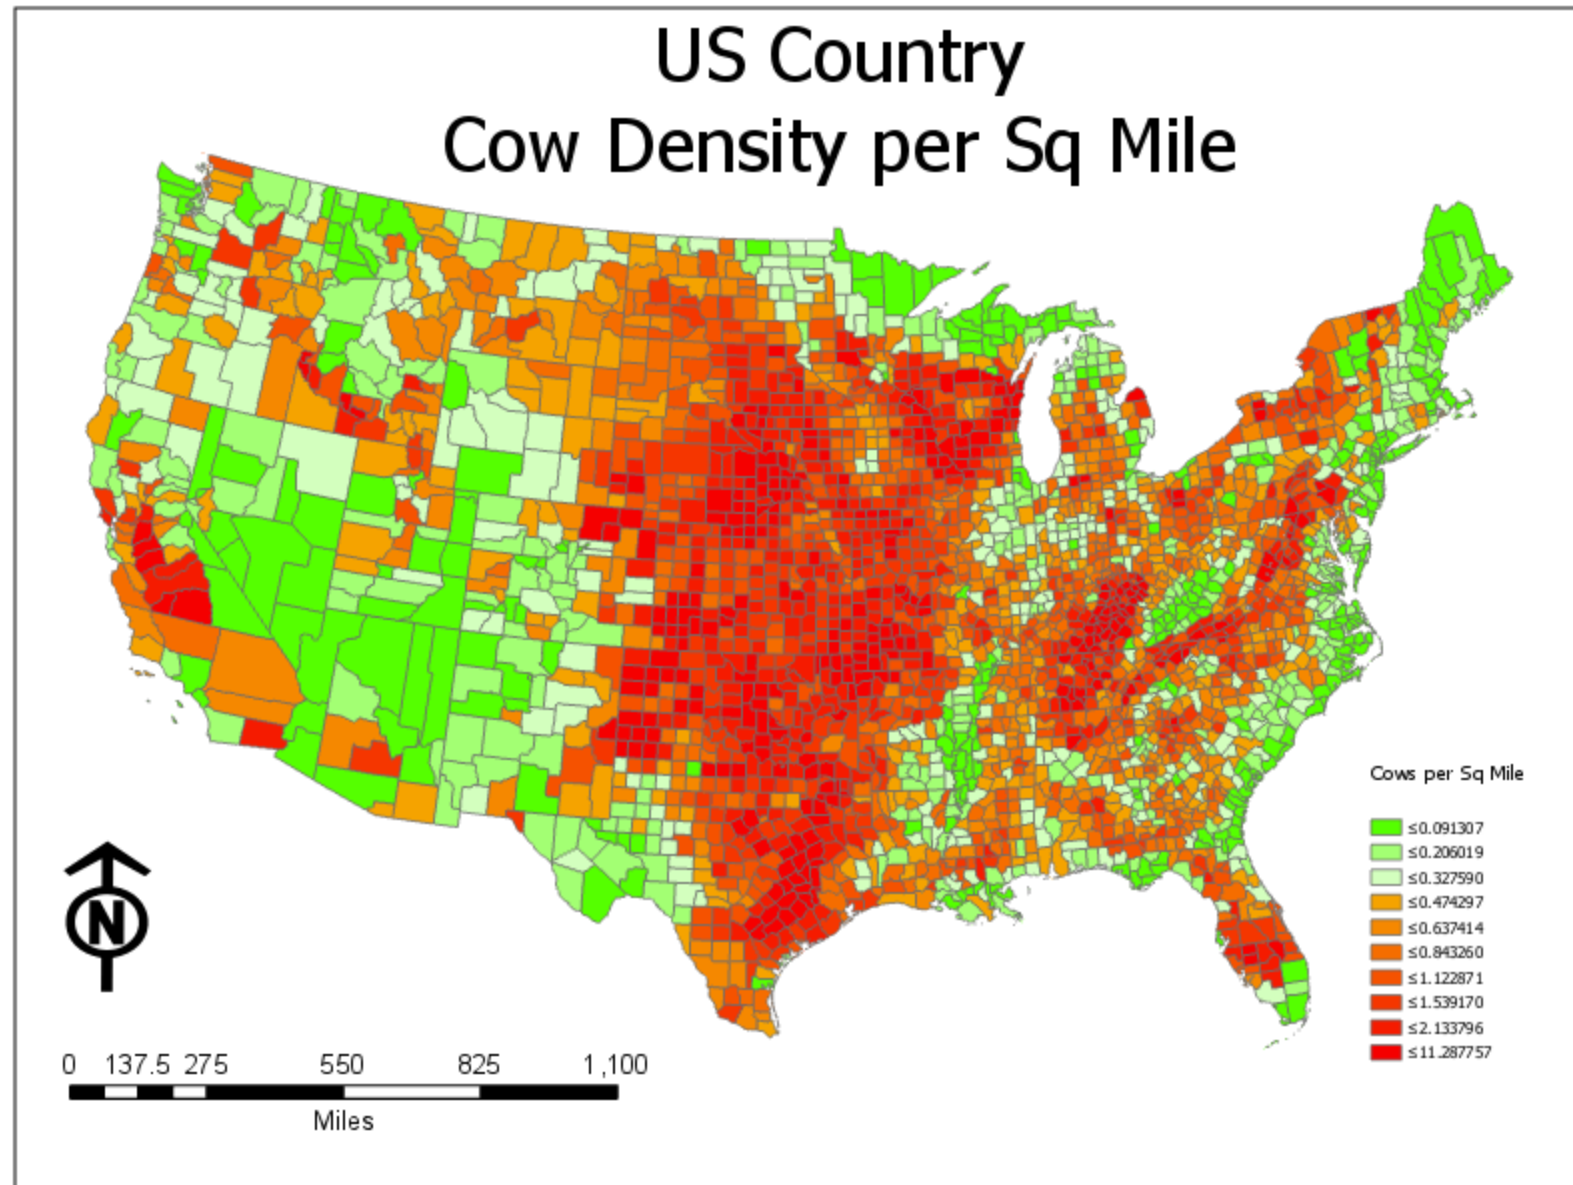 US Country
Cow Density per Sq Mile
Cows per Sq Mile
≤0.091307
≤0.206019
≤0.327590
≤0.474297
≤0.637414
≤0.843260
≤1.122871
≤1.539170
≤2.133796
≤11.287757
N
0 137.5 275 550 825 1,100
Miles